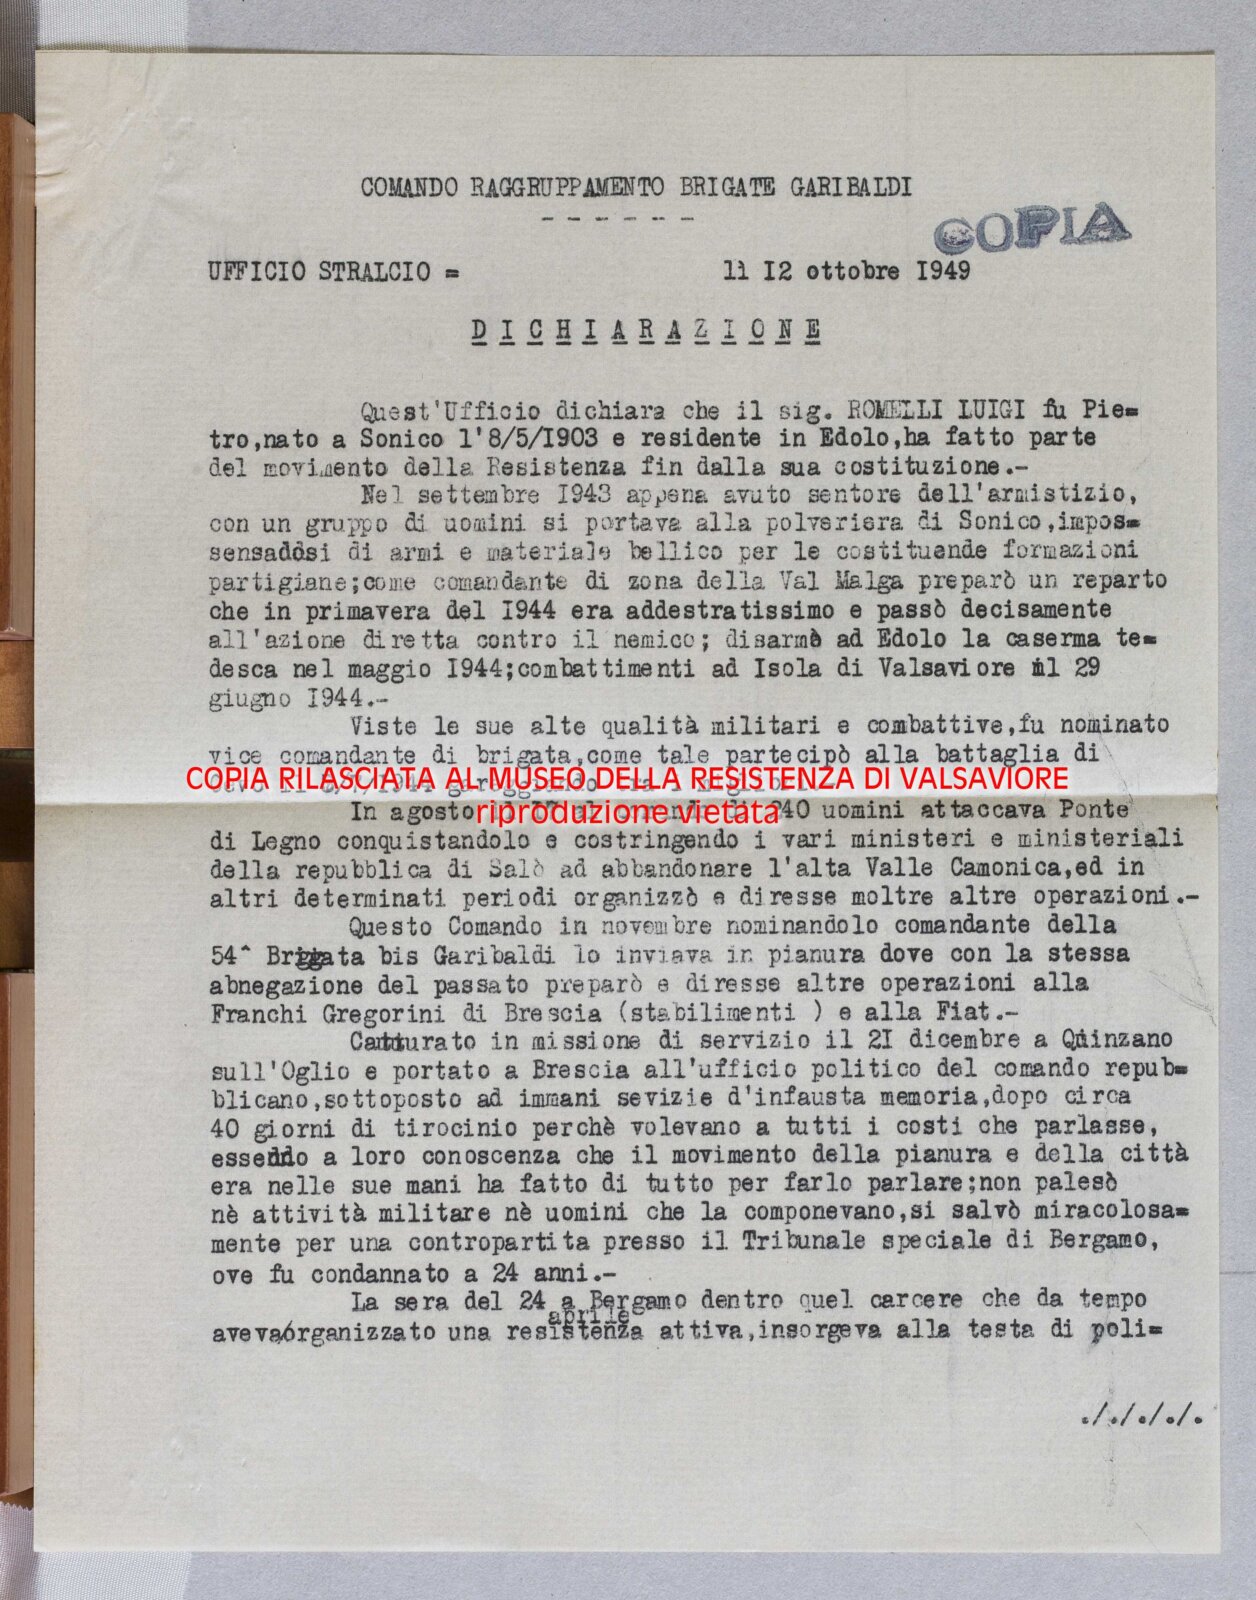 COMANDO RAGGRUPPAMENTO BRIGATE GARIBALDI
- - - - - -
COPIA
UFFICIO STRALCIO =
li I2 ottobre I949
DICHIARAZIONE
Quest'Ufficio dichiara che il sig. ROMELLI LUIGI fu Pie=
tro,nato a Sonico l'8/5/I903 e residente in Edolo,ha fatto parte
del movimento della Resistenza fin dalla sua costituzione.-
Nel settembre I943 appena avuto sentore dell'armistizio,
con un gruppo di uomini si portava alla polveriera di Sonico,impos=
sensadosi di armi e materiale bellico per le costituende formazioni
partigiane;come comandante di zona della Val Malga preparò un reparto
che in primavera del I944 era addestratissimo e passò decisamente
all'azione diretta contro il nemico; disarmò ad Edolo la caserma te=
desca nel maggio I944;combattimenti ad Isola di Valsaviore il 29
giugno I944.-
Viste le sue alte qualità militari e combattive,fu nominato
vice comandante di brigata,come tale partecipò alla battaglia di
COPIA RILASCIATA AL MUSEO DELLA RESISTENZA DI VALSAVIORE
riproduzione vietata
In agosto al comando di 240 uomini attaccava Ponte
di Legno conquistandolo e costringendo i vari ministeri e ministeriali
della repubblica di Salò ad abbandonare l'alta Valle Camonica,ed in
altri determinati periodi organizzò e diresse moltre altre operazioni.-
Questo Comando in novembre nominandolo comandante della
54^ Briggata bis Garibaldi lo inviava in pianura dove con la stessa
abnegazione del passato preparò e diresse altre operazioni alla
Franchi Gregorini di Brescia (stabilimenti ) e alla Fiat.-
Catturato in missione di servizio il 2I dicembre a Quinzano
sull'Oglio e portato a Brescia all'ufficio politico del comando repub=
blicano,sottoposto ad immani sevizie d'infausta memoria,dopo circa
40 giorni di tirocinio perchè volevano a tutti i costi che parlasse,
essendo a loro conoscenza che il movimento della pianura e della città
era nelle sue mani ha fatto di tutto per farlo parlare;non palesò
nè attività militare nè uomini che la componevano,si salvò miracolosa=
mente per una contropartita presso il Tribunale speciale di Bergamo,
ove fu condannato a 24 anni.-
La sera del 24 a Bergamo dentro quel carcere che da tempo
aprile
aveva/organizzato una resistenza attiva,insorgeva alla testa di poli=
./././././.